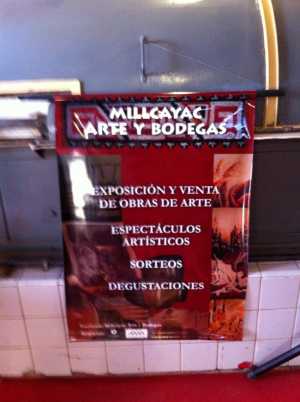 MILLCAYAC
ARTE Y BODEGAS
EXPOSICIÓN Y VENTA
DE OBRAS DE ARTE
ESPECTÁCULOS
ARTÍSTICOS
SORTEOS
DEGUSTACIONES